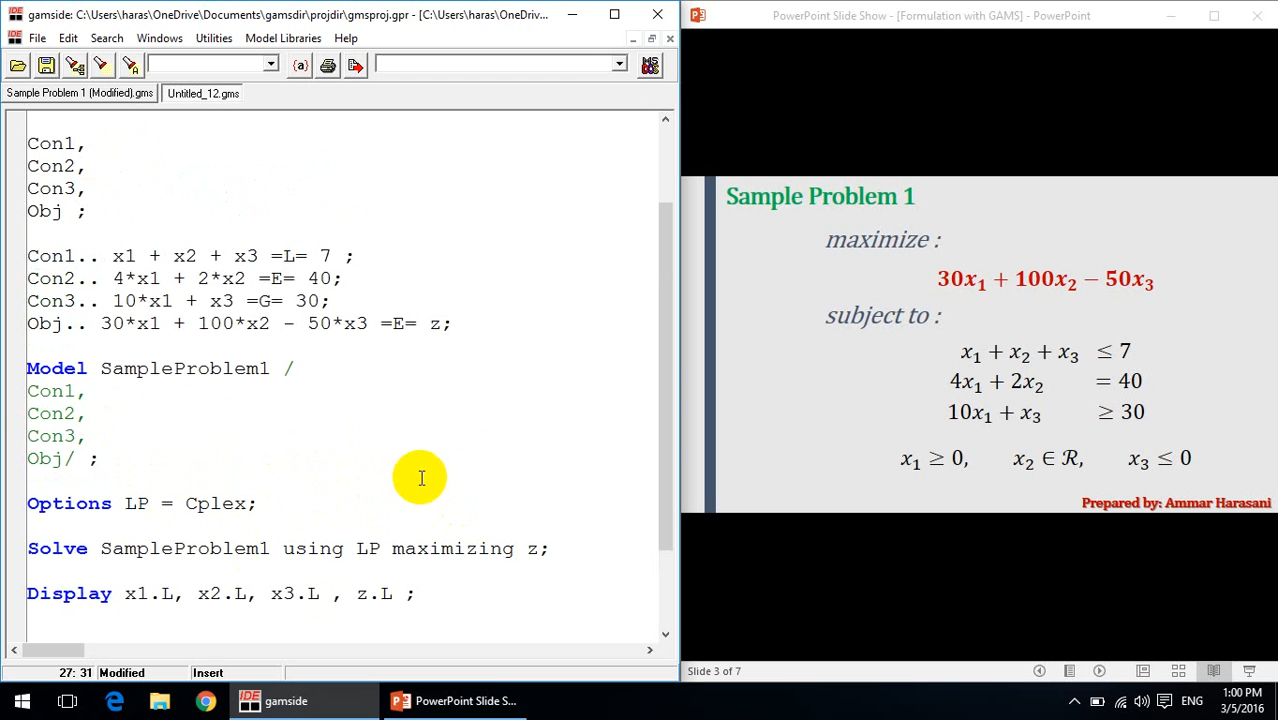 gamside: C:\Users\haras\OneDrive\Documents\gamsdir\projdir\gmsproj.gpr - [C:\Users\haras\OneDriv...
File Edit Search Windows Utilities Model Libraries Help
{a} MS DOS
Sample Problem 1 (Modified).gms Untitled_12.gms
Con1,
Con2,
Con3,
Obj ;
Con1.. x1 + x2 + x3 =L= 7 ;
Con2.. 4*x1 + 2*x2 =E= 40;
Con3.. 10*x1 + x3 =G= 30;
Obj.. 30*x1 + 100*x2 - 50*x3 =E= z;
Model SampleProblem1 /
Con1,
Con2,
Con3,
Obj/ ;
Options LP = Cplex;
Solve SampleProblem1 using LP maximizing z;
Display x1.L, x2.L, x3.L , z.L ;
27: 31 Modified Insert
PowerPoint Slide Show - [Formulation with GAMS] - PowerPoint
Sample Problem 1
maximize :
30x₁ + 100x₂ − 50x₃
subject to :
x₁ + x₂ + x₃ ≤ 7
4x₁ + 2x₂ = 40
10x₁ + x₃ ≥ 30
x₁ ≥ 0, x₂ ∈ ℛ, x₃ ≤ 0
Prepared by: Ammar Harasani
Slide 3 of 7
IDE gamside PowerPoint Slide S...
ENG
1:00 PM
3/5/2016